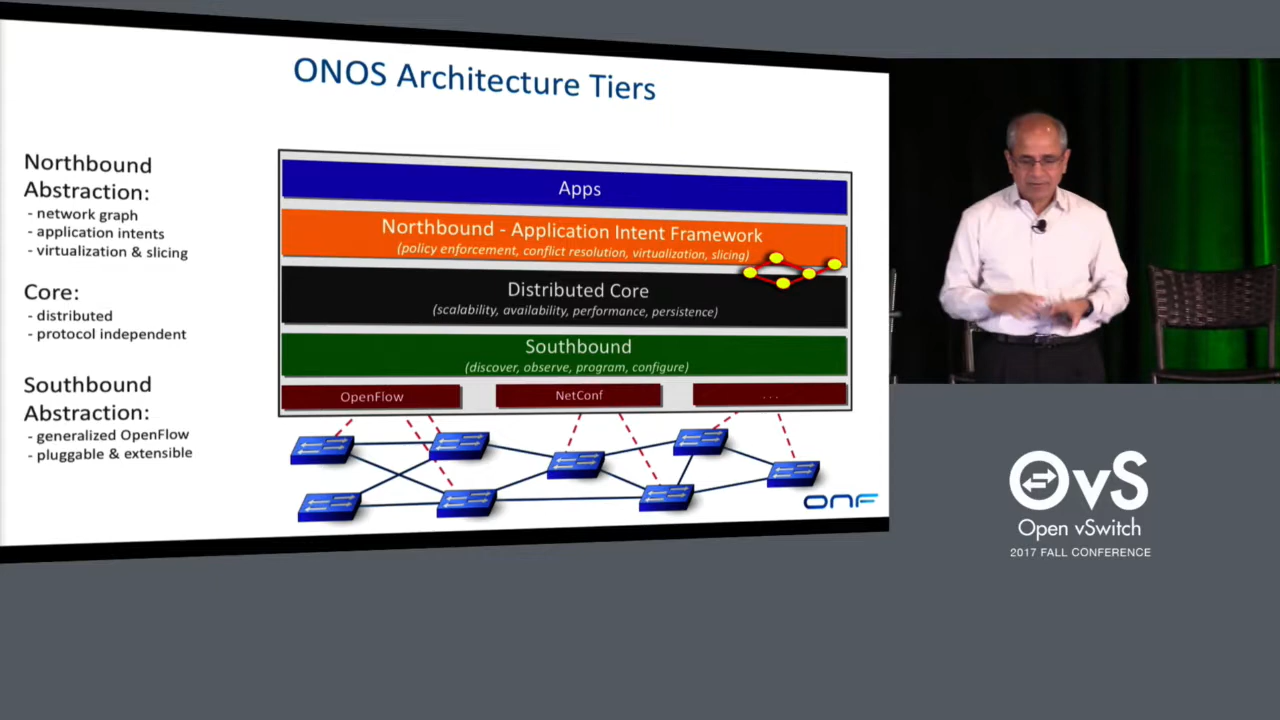 ONOS Architecture Tiers
Northbound
Abstraction:
- network graph
- application intents
- virtualization & slicing
Core:
- distributed
- protocol independent
Southbound
Abstraction:
- generalized OpenFlow
- pluggable & extensible
Apps
Northbound - Application Intent Framework
(policy enforcement, conflict resolution, virtualization, slicing)
Distributed Core
(scalability, availability, performance, persistence)
Southbound
(discover, observe, program, configure)
OpenFlow
NetConf
. . .
ONF
OvS
Open vSwitch
2017 FALL CONFERENCE